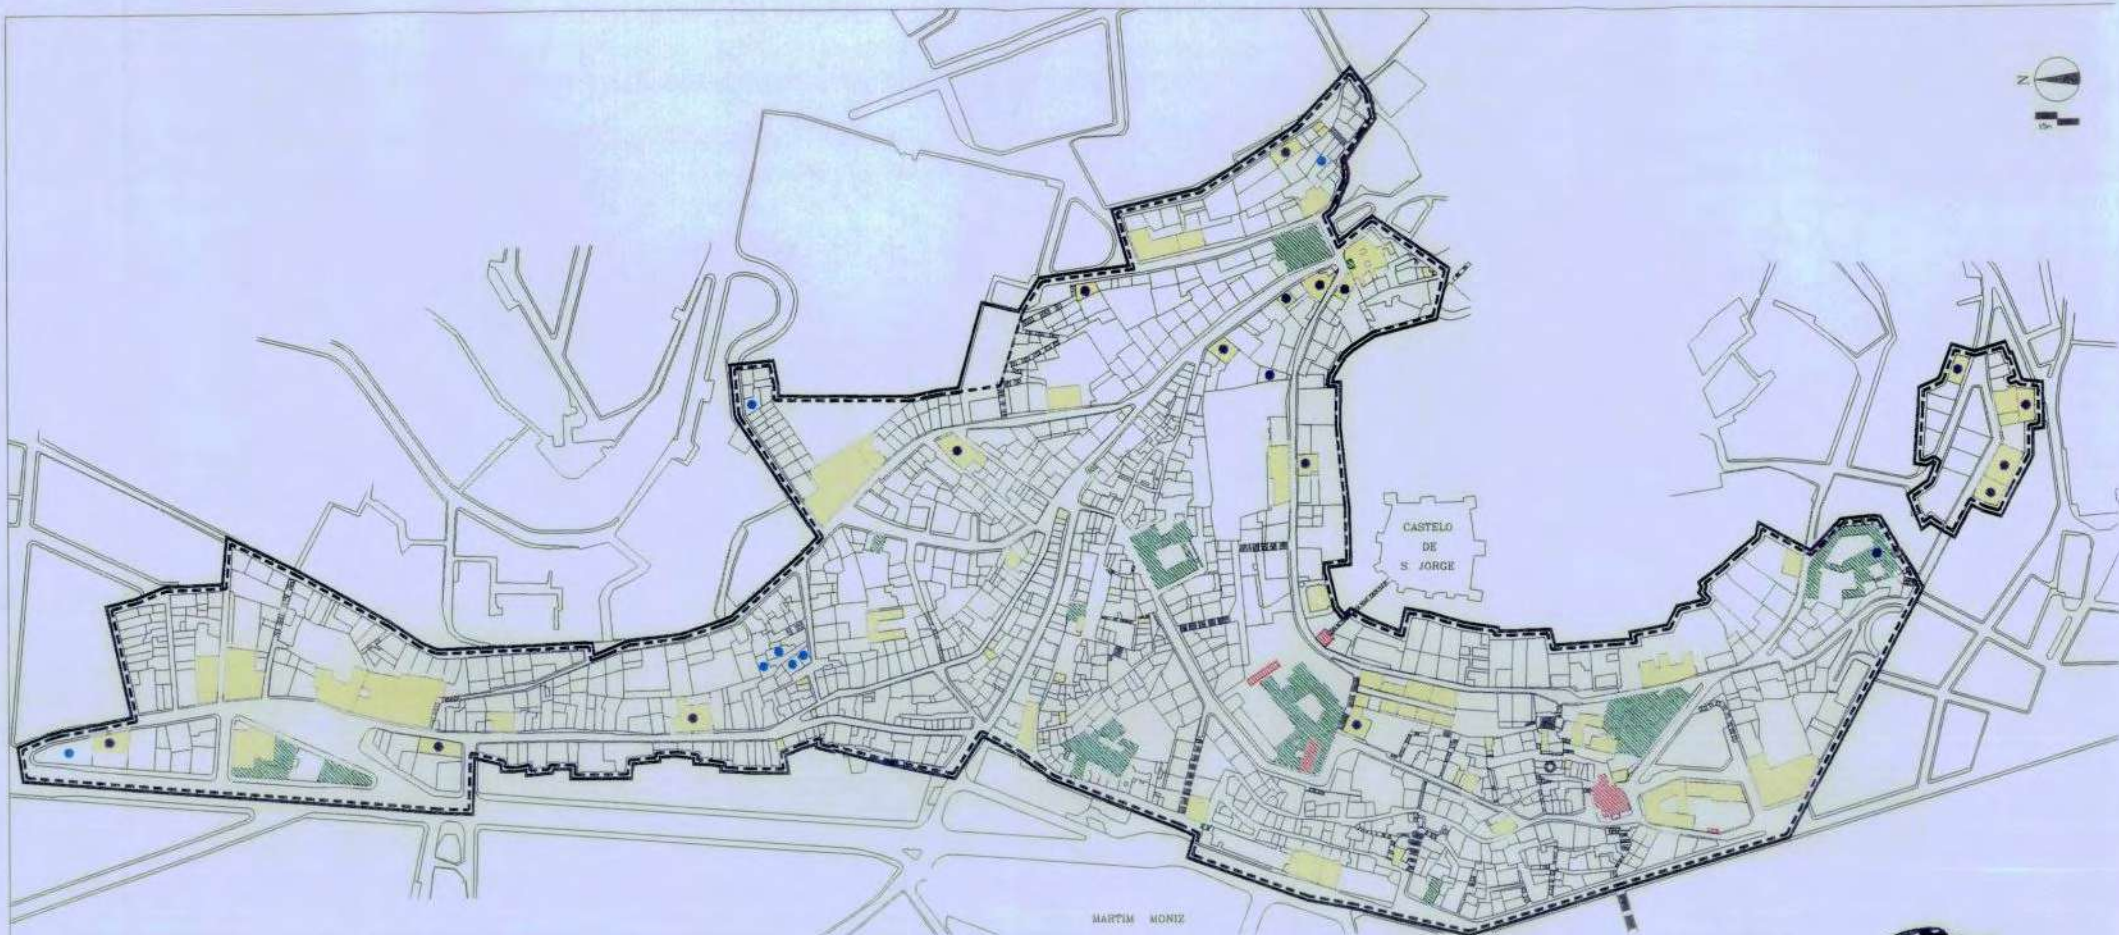 N
CASTELO
DE
S. JORGE
MARTIM MONIZ